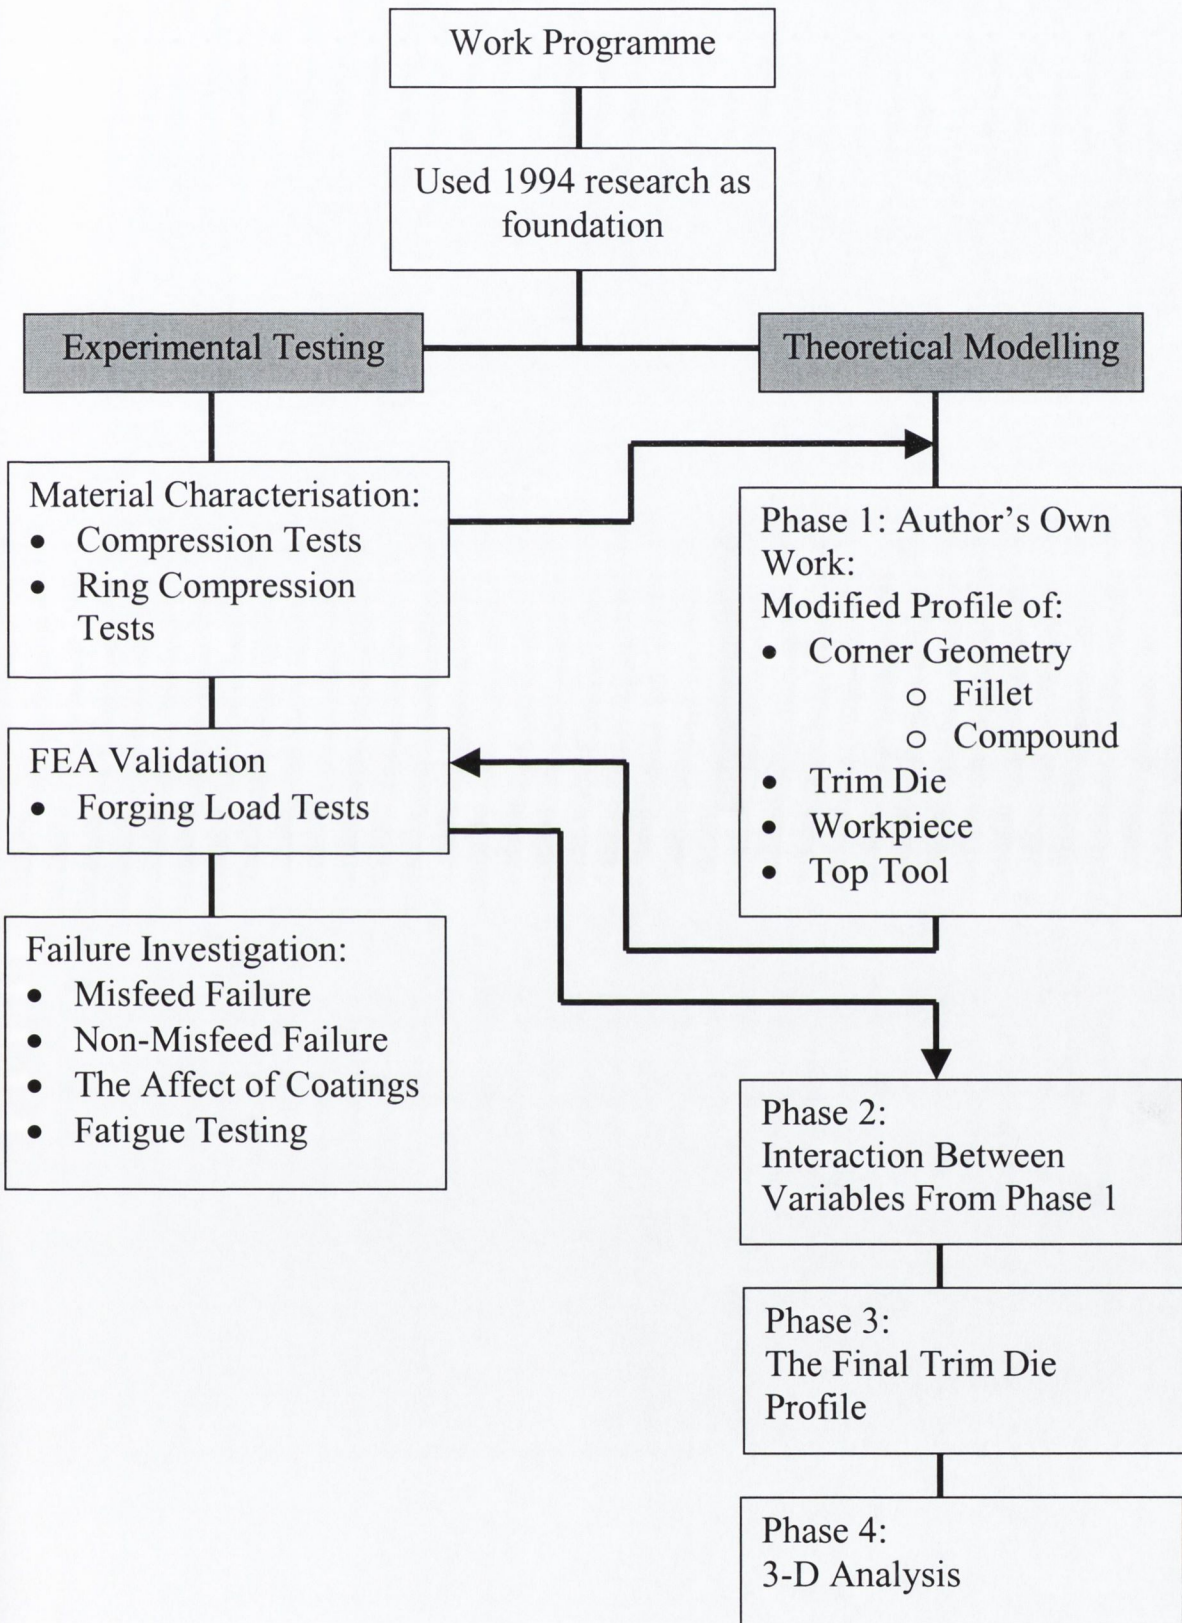 Work Programme
Used 1994 research as
foundation
Experimental Testing
Theoretical Modelling
Material Characterisation:
• Compression Tests
• Ring Compression
Tests
FEA Validation
• Forging Load Tests
Failure Investigation:
• Misfeed Failure
• Non-Misfeed Failure
• The Affect of Coatings
• Fatigue Testing
Phase 1: Author's Own
Work:
Modified Profile of:
• Corner Geometry
o Fillet
o Compound
• Trim Die
• Workpiece
• Top Tool
Phase 2:
Interaction Between
Variables From Phase 1
Phase 3:
The Final Trim Die
Profile
Phase 4:
3-D Analysis